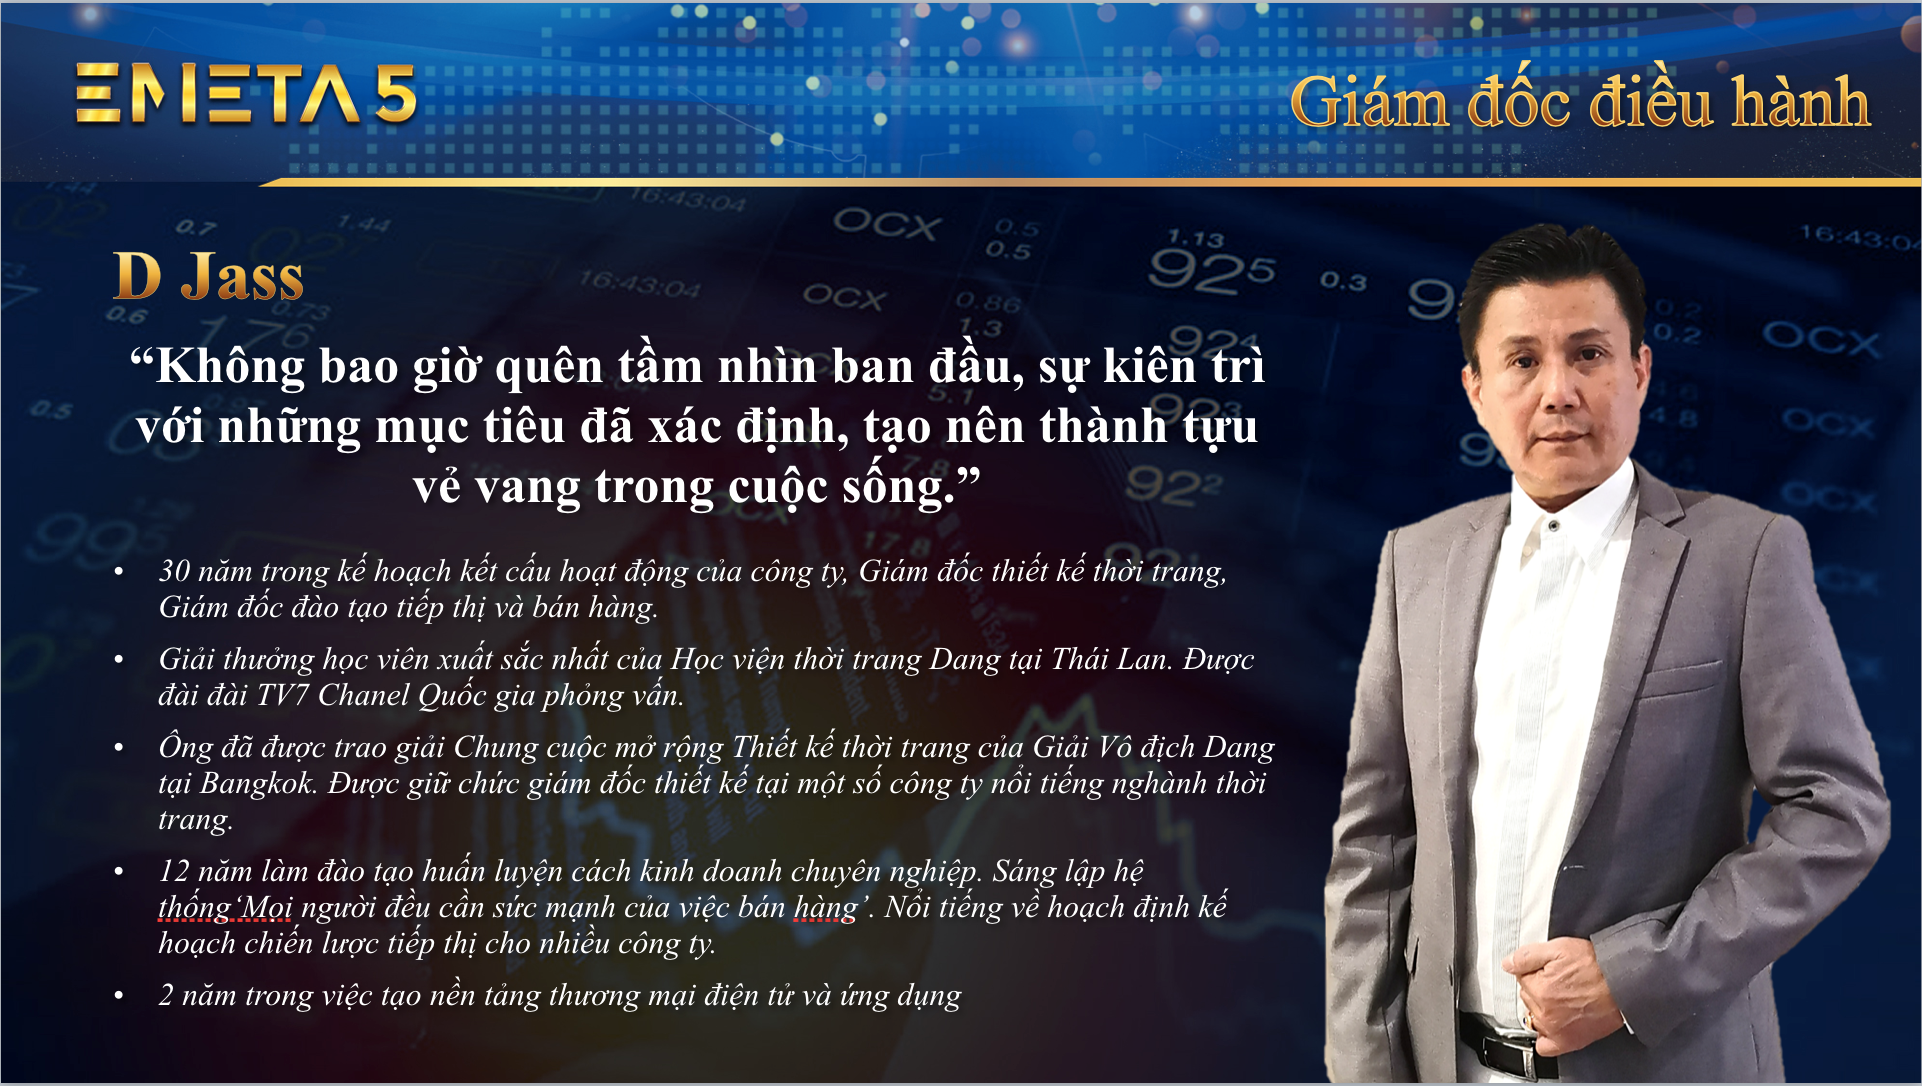 EMETA 5
Giám đốc điều hành
D Jass
“Không bao giờ quên tầm nhìn ban đầu, sự kiên trì
với những mục tiêu đã xác định, tạo nên thành tựu
vẻ vang trong cuộc sống.”
• 30 năm trong kế hoạch kết cấu hoạt động của công ty, Giám đốc thiết kế thời trang,
Giám đốc đào tạo tiếp thị và bán hàng.
• Giải thưởng học viên xuất sắc nhất của Học viện thời trang Dang tại Thái Lan. Được
đài đài TV7 Chanel Quốc gia phỏng vấn.
• Ông đã được trao giải Chung cuộc mở rộng Thiết kế thời trang của Giải Vô địch Dang
tại Bangkok. Được giữ chức giám đốc thiết kế tại một số công ty nổi tiếng nghành thời
trang.
• 12 năm làm đào tạo huấn luyện cách kinh doanh chuyên nghiệp. Sáng lập hệ
thống‘Mọi người đều cần sức mạnh của việc bán hàng’. Nổi tiếng về hoạch định kế
hoạch chiến lược tiếp thị cho nhiều công ty.
• 2 năm trong việc tạo nền tảng thương mại điện tử và ứng dụng